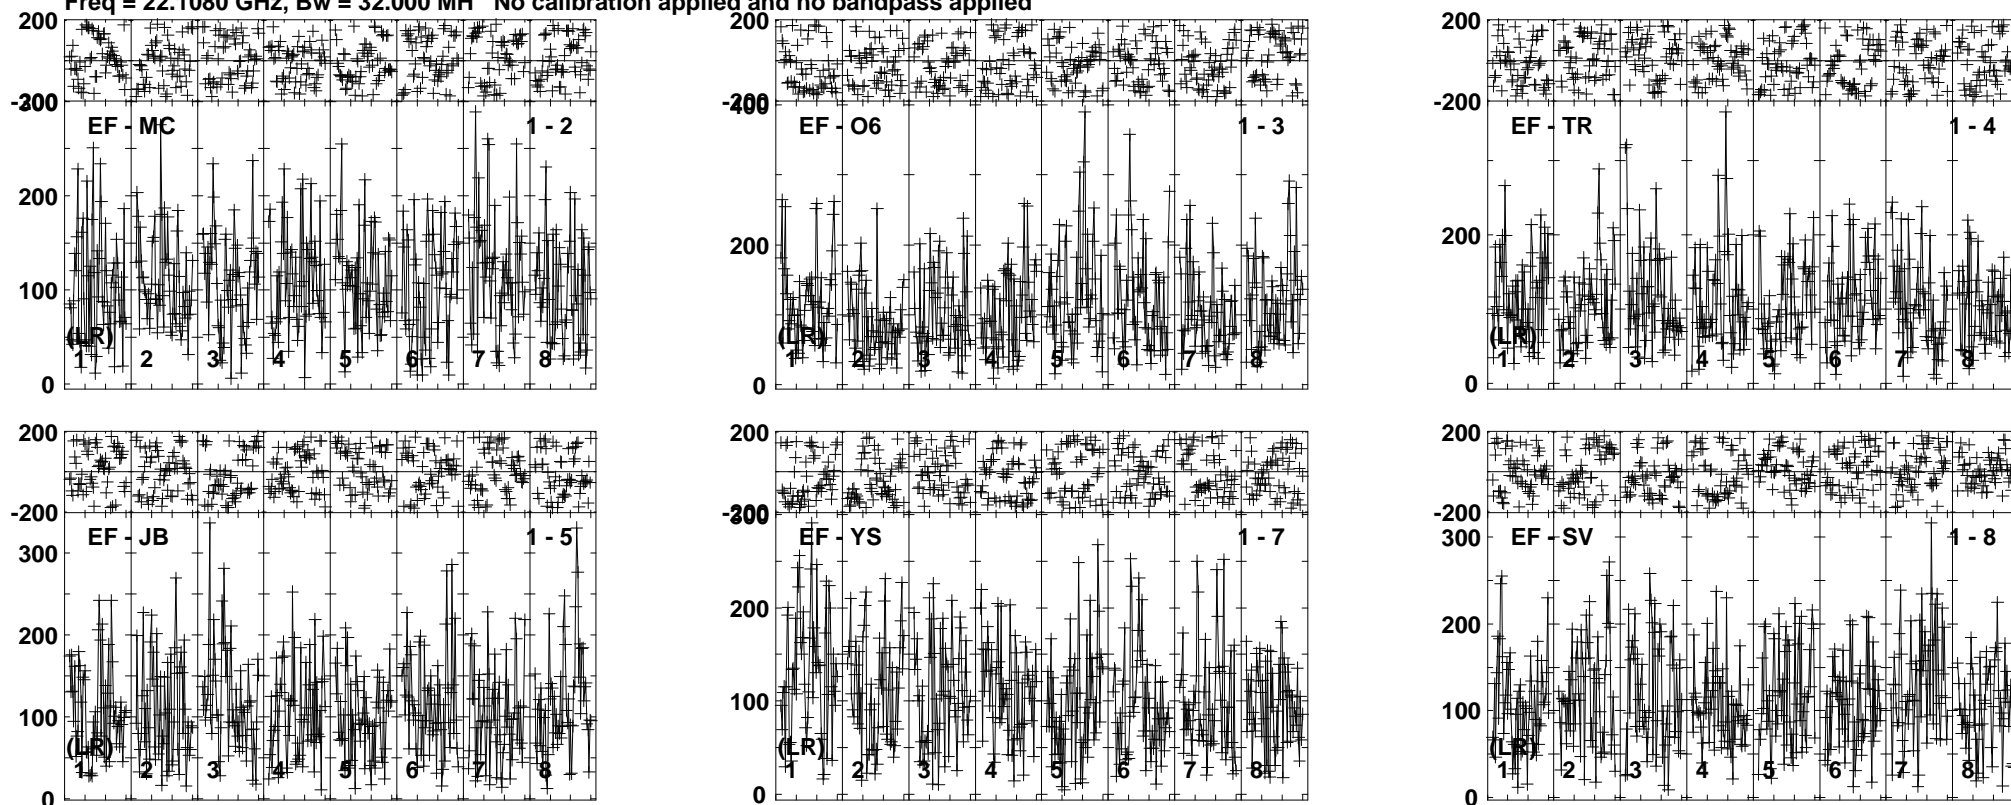 Freq = 22.1080 GHz, Bw = 32.000 MH   No calibration applied and no bandpass applied
200
-200
300
EF - MC
1 - 2
200
100
0
(LR)
1 2 3 4 5 6 7 8
200
-200
400
EF - O6
1 - 3
200
0
(LR)
1 2 3 4 5 6 7 8
200
-200
EF - TR
1 - 4
200
0
(LR)
1 2 3 4 5 6 7 8
200
-200
EF - JB
1 - 5
300
200
100
0
(LR)
1 2 3 4 5 6 7 8
200
-200
300
EF - YS
1 - 7
200
100
0
(LR)
1 2 3 4 5 6 7 8
200
-200
EF - SV
1 - 8
300
200
100
0
(LR)
1 2 3 4 5 6 7 8